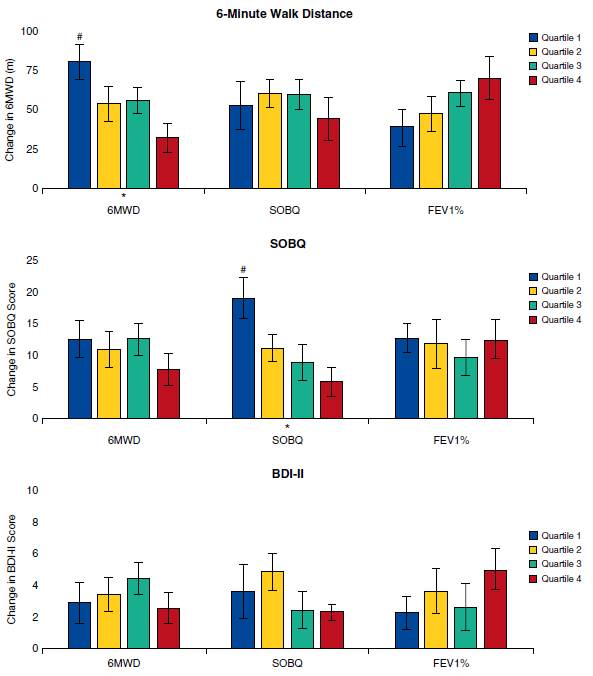 6-Minute Walk Distance
Change in 6MWD (m)
100
75
50
25
0
#
*
6MWD
SOBQ
FEV1%
Quartile 1
Quartile 2
Quartile 3
Quartile 4
SOBQ
Change in SOBQ Score
25
20
15
10
5
0
#
*
6MWD
SOBQ
FEV1%
Quartile 1
Quartile 2
Quartile 3
Quartile 4
BDI-II
Change in BDI-II Score
10
8
6
4
2
0
6MWD
SOBQ
FEV1%
Quartile 1
Quartile 2
Quartile 3
Quartile 4